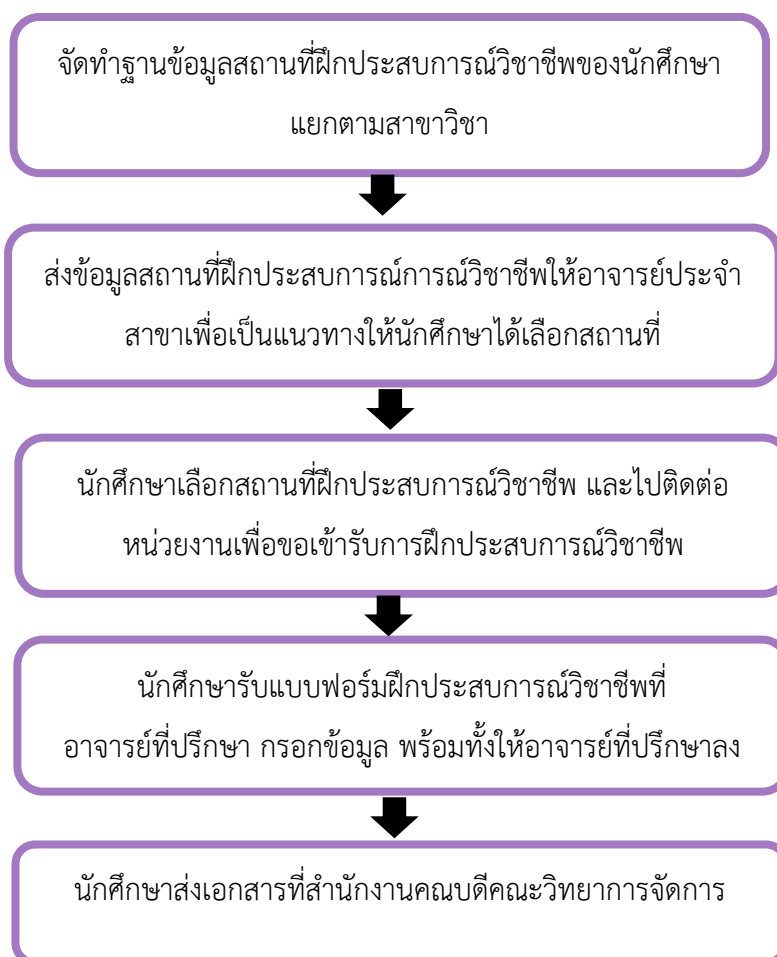 จัดทำฐานข้อมูลสถานที่ฝึกประสบการณ์วิชาชีพของนักศึกษา
แยกตามสาขาวิชา
ส่งข้อมูลสถานที่ฝึกประสบการณ์การณ์วิชาชีพให้อาจารย์ประจำ
สาขาเพื่อเป็นแนวทางให้นักศึกษาได้เลือกสถานที่
นักศึกษาเลือกสถานที่ฝึกประสบการณ์วิชาชีพ และไปติดต่อ
หน่วยงานเพื่อขอเข้ารับการฝึกประสบการณ์วิชาชีพ
นักศึกษารับแบบฟอร์มฝึกประสบการณ์วิชาชีพที่
อาจารย์ที่ปรึกษา กรอกข้อมูล พร้อมทั้งให้อาจารย์ที่ปรึกษาลง
นักศึกษาส่งเอกสารที่สำนักงานคณบดีคณะวิทยาการจัดการ